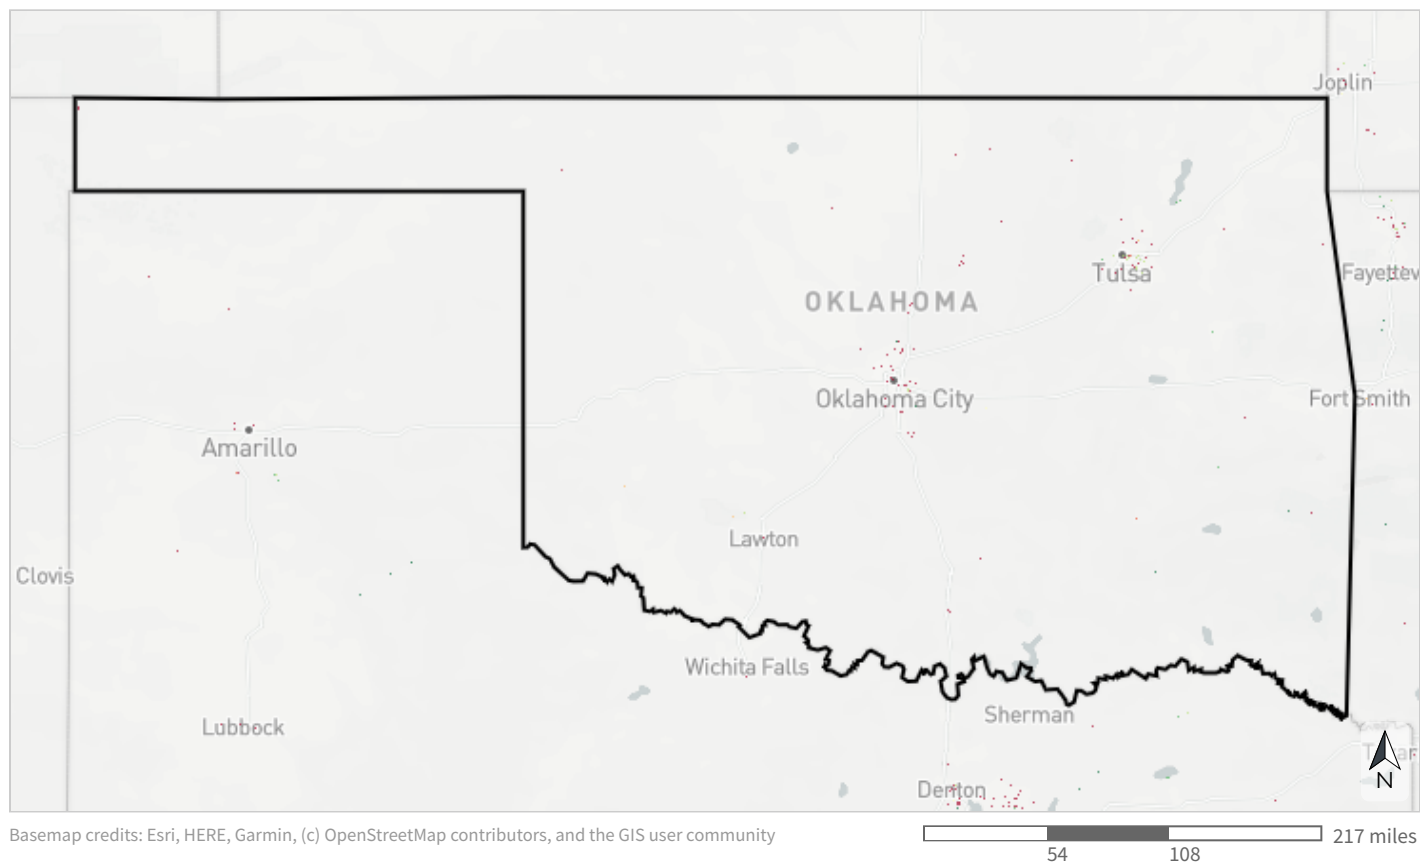 Joplin
Tulsa
Fayettev
OKLAHOMA
Oklahoma City
Fort Smith
Amarillo
Lawton
Clovis
Wichita Falls
Sherman
Lubbock
N
Denton
Basemap credits: Esri, HERE, Garmin, (c) OpenStreetMap contributors, and the GIS user community
217 miles
54 108